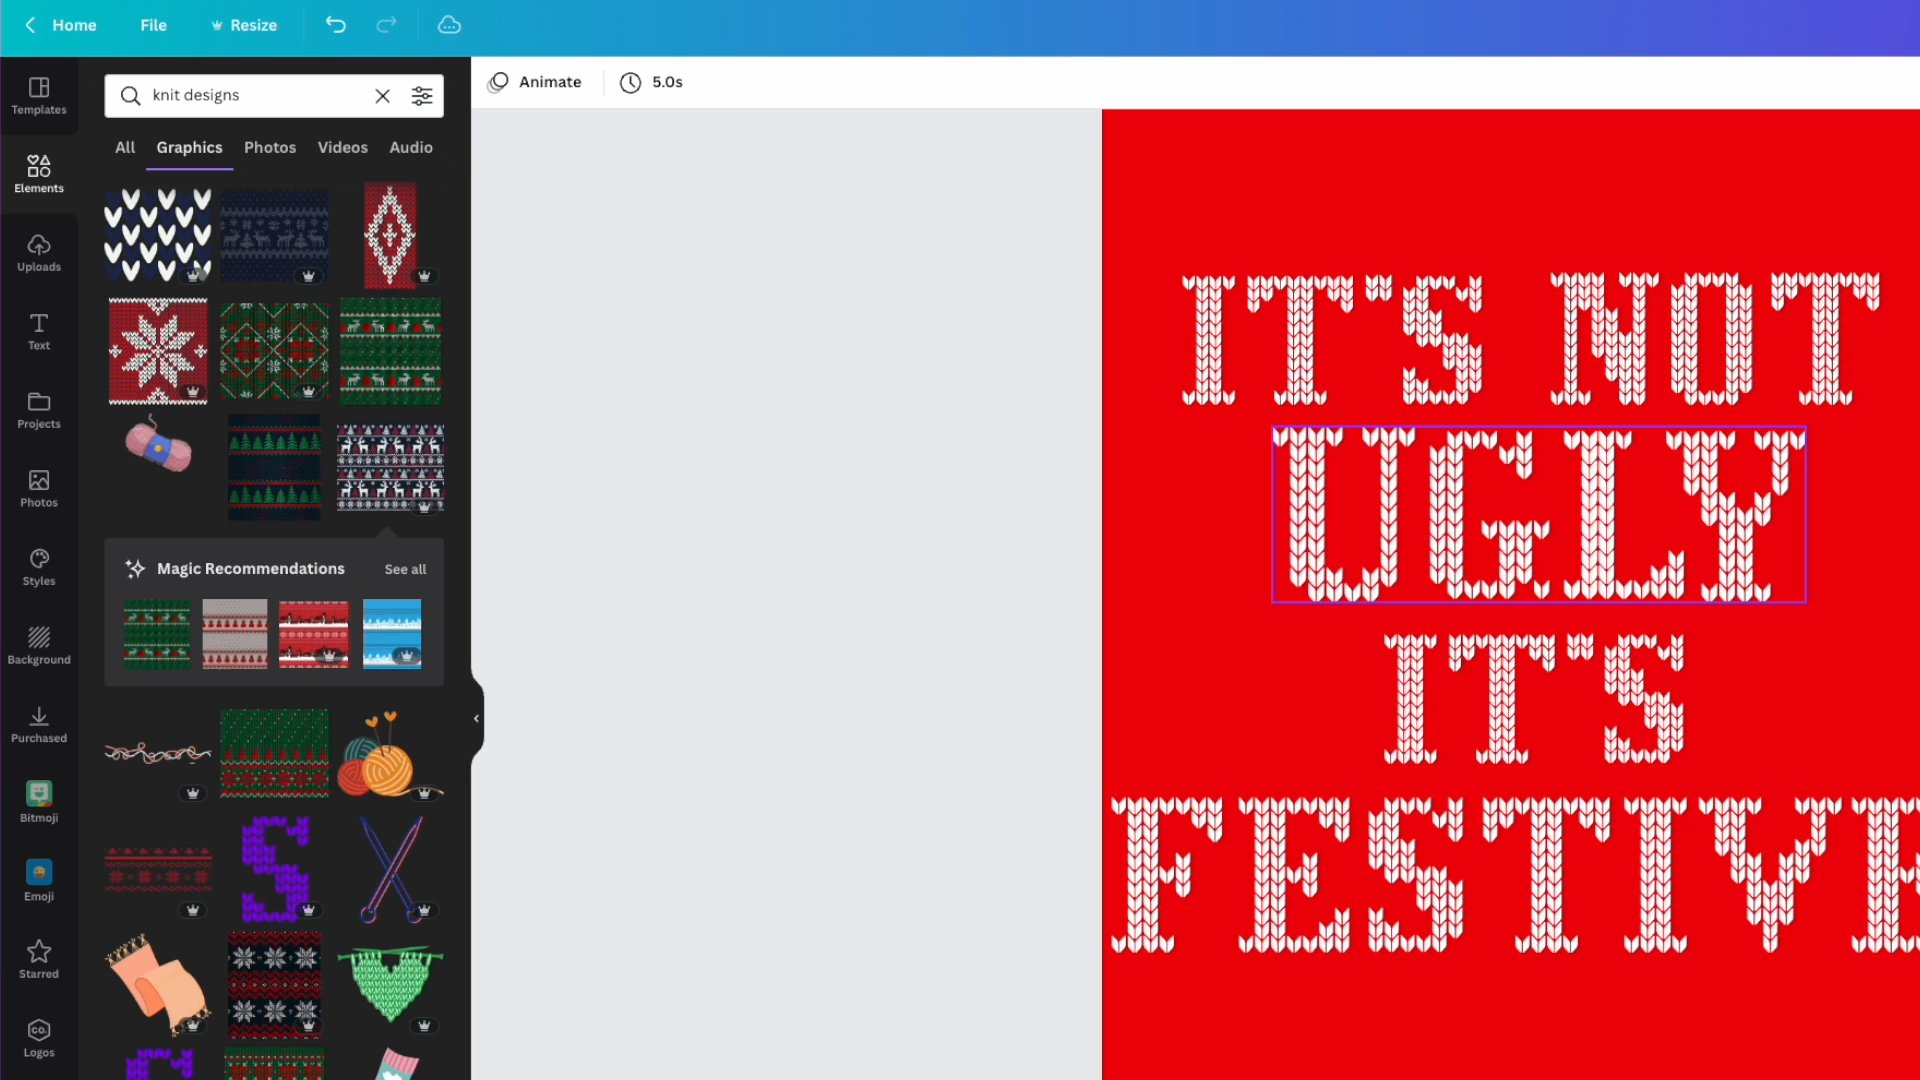 Home File Resize
Animate 5.0s
Templates
Elements
Uploads
Text
Projects
Photos
Styles
Background
Purchased
Bitmoji
Emoji
Starred
CO.
Logos
knit designs
All Graphics Photos Videos Audio
Magic Recommendations See all
S
IT'S NOT
UGLY
IT"S
FESTIVE